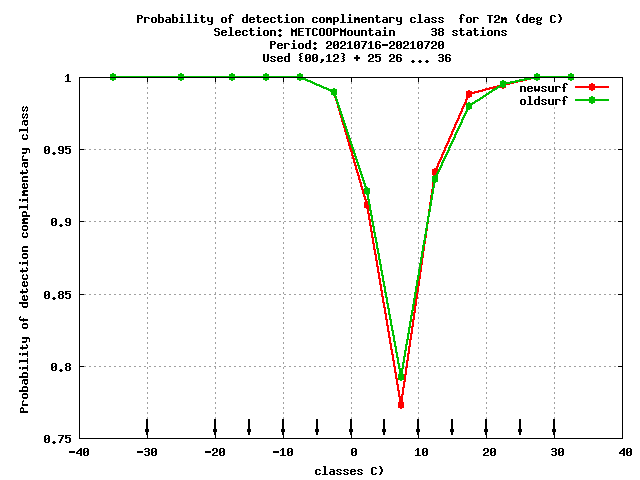 Probability of detection complimentary class  for T2m (deg C)
Selection: METCOOPMountain     38 stations
Period: 20210716-20210720
Used {00,12} + 25 26 ... 36
newsurf
oldsurf
Probability of detection complimentary class
1
0.95
0.9
0.85
0.8
0.75
-40 -30 -20 -10 0 10 20 30 40
classes C)